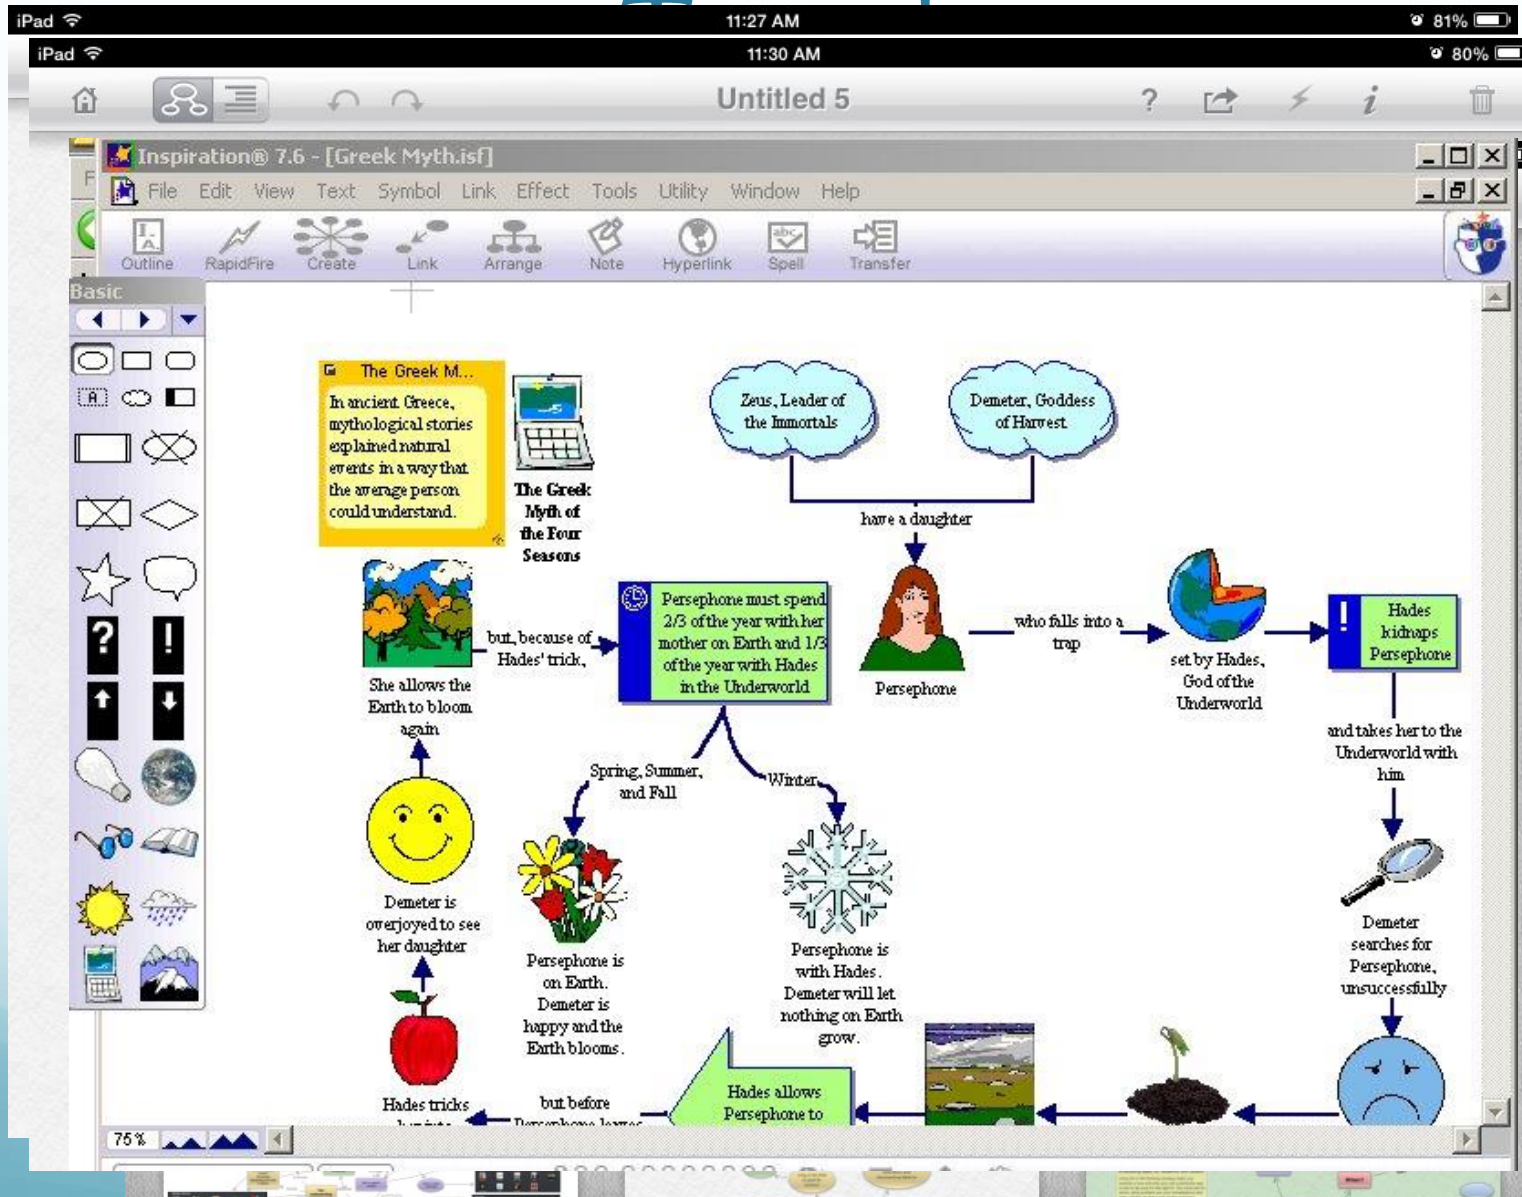 iPad
11:27 AM
81%
iPad
11:30 AM
80%
Untitled 5
?
i
Inspiration® 7.6 - [Greek Myth.isf]
F
File Edit View Text Symbol Link Effect Tools Utility Window Help
Outline RapidFire Create Link Arrange Note Hyperlink Spell Transfer
Basic
The Greek M...
In ancient Greece,
mythological stories
explained natural
events in a way that
the average person
could understand.
The Greek
Myth of
the Four
Seasons
Zeus, Leader of
the Immortals
Demeter, Goddess
of Harvest
have a daughter
Persephone
who falls into a
trap
set by Hades,
God of the
Underworld
Hades
kidnaps
Persephone
and takes her to the
Underworld with
him
Demeter
searches for
Persephone,
unsuccessfully
Hades allows
Persephone to
but before
Persephone leaves
Hades tricks
her into
Demeter is
overjoyed to see
her daughter
She allows the
Earth to bloom
again
but, because of
Hades' trick,
Persephone must spend
2/3 of the year with her
mother on Earth and 1/3
of the year with Hades
in the Underworld
Spring, Summer,
and Fall
Winter
Persephone is
on Earth.
Demeter is
happy and the
Earth blooms.
Persephone is
with Hades.
Demeter will let
nothing on Earth
grow.
75%